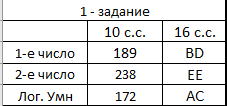 1 - задание
10 с.с. 16 с.с.
1-е число 189 BD
2-е число 238 EE
Лог. Умн 172 AC